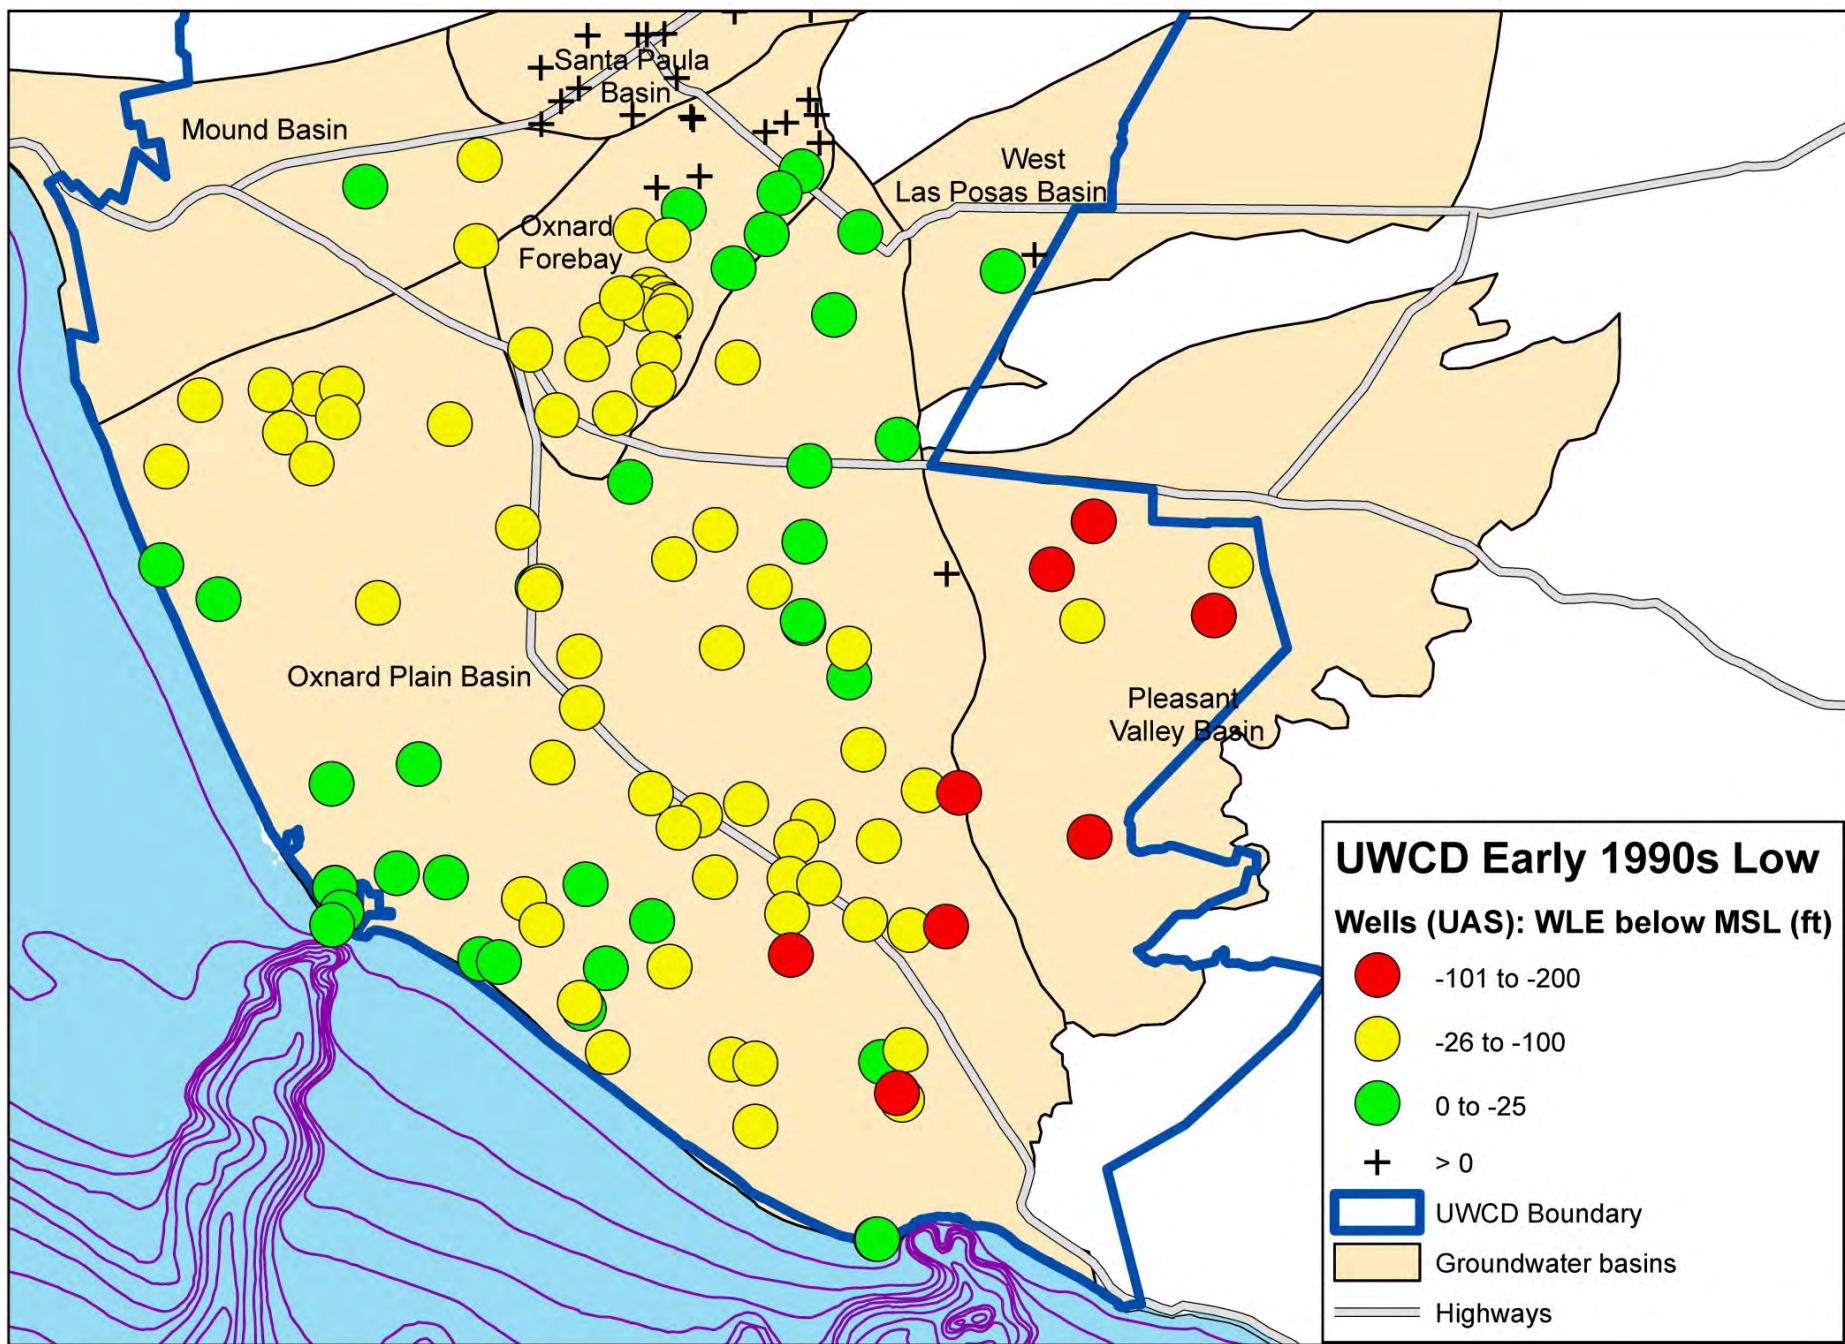 Santa Paula
Basin
Mound Basin
West
Las Posas Basin
Oxnard
Forebay
Oxnard Plain Basin
Pleasant
Valley Basin
UWCD Early 1990s Low
Wells (UAS): WLE below MSL (ft)
-101 to -200
-26 to -100
0 to -25
> 0
UWCD Boundary
Groundwater basins
Highways